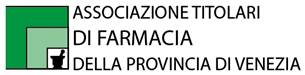 ASSOCIAZIONE TITOLARI
DI FARMACIA
DELLA PROVINCIA DI VENEZIA